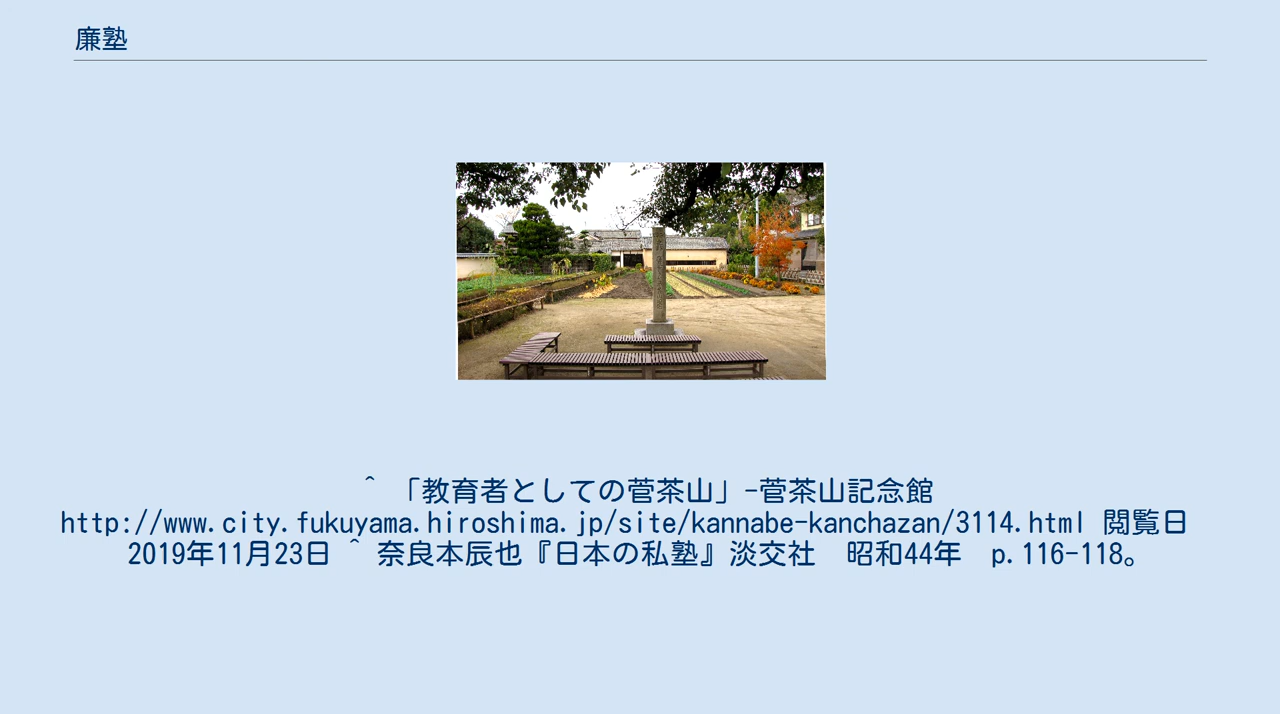 廉塾
^ 「教育者としての菅茶山」-菅茶山記念館
http://www.city.fukuyama.hiroshima.jp/site/kannabe-kanchazan/3114.html 閲覧日
2019年11月23日 ^ 奈良本辰也『日本の私塾』淡交社　昭和44年　p.116-118。